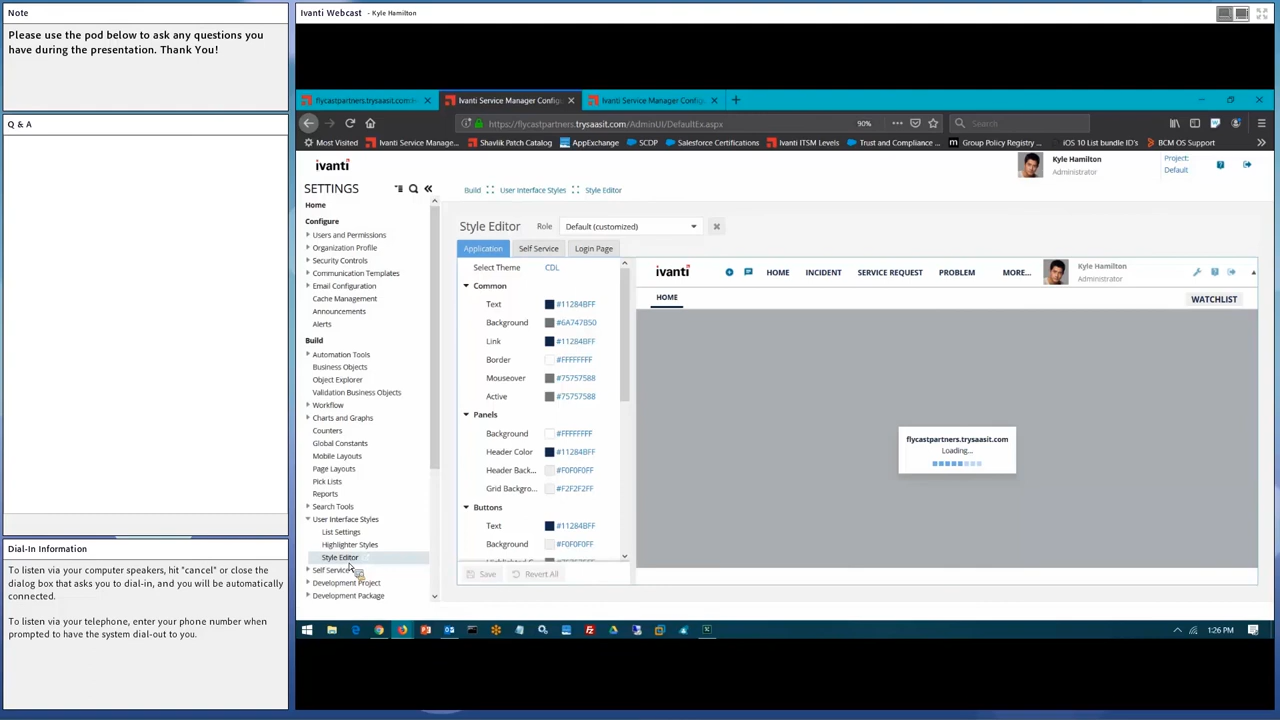 Note
Please use the pod below to ask any questions you
have during the presentation. Thank You!
Q & A
Dial-In Information
To listen via your computer speakers, hit "cancel" or close the
dialog box that asks you to dial-in, and you will be automatically
connected.
To listen via your telephone, enter your phone number when
prompted to have the system dial-out to you.
Ivanti Webcast - Kyle Hamilton
flycastpartners.trysaasit.com/
Ivanti Service Manager Config
Ivanti Service Manager Config
https://flycastpartners.trysaasit.com/AdminUI/DefaultEx.aspx
90%
Search
Most Visited
Ivanti Service Manage...
Shavlik Patch Catalog
AppExchange
SCDP
Salesforce Certifications
Ivanti ITSM Levels
Trust and Compliance ...
Group Policy Registry ...
iOS 10 List bundle ID's
BCM OS Support
ivanti
Kyle Hamilton
Administrator
Project:
Default
SETTINGS
Home
Configure
Users and Permissions
Organization Profile
Security Controls
Communication Templates
Email Configuration
Cache Management
Announcements
Alerts
Build
Automation Tools
Business Objects
Object Explorer
Validation Business Objects
Workflow
Charts and Graphs
Counters
Global Constants
Mobile Layouts
Page Layouts
Pick Lists
Reports
Search Tools
User Interface Styles
List Settings
Highlighter Styles
Style Editor
Self Service
Development Project
Development Package
Build
User Interface Styles
Style Editor
Style Editor
Role
Default (customized)
Application
Self Service
Login Page
Select Theme
CDL
Common
Text
#11284BFF
Background
#6A747B50
Link
#11284BFF
Border
#FFFFFFFF
Mouseover
#75757588
Active
#75757588
Panels
Background
#FFFFFFFF
Header Color
#11284BFF
Header Back...
#F0F0F0FF
Grid Backgro...
#F2F2F2FF
Buttons
Text
#11284BFF
Background
#F0F0F0FF
Save
Revert All
ivanti
HOME
INCIDENT
SERVICE REQUEST
PROBLEM
MORE...
Kyle Hamilton
Administrator
HOME
WATCHLIST
flycastpartners.trysaasit.com
Loading...
1:26 PM